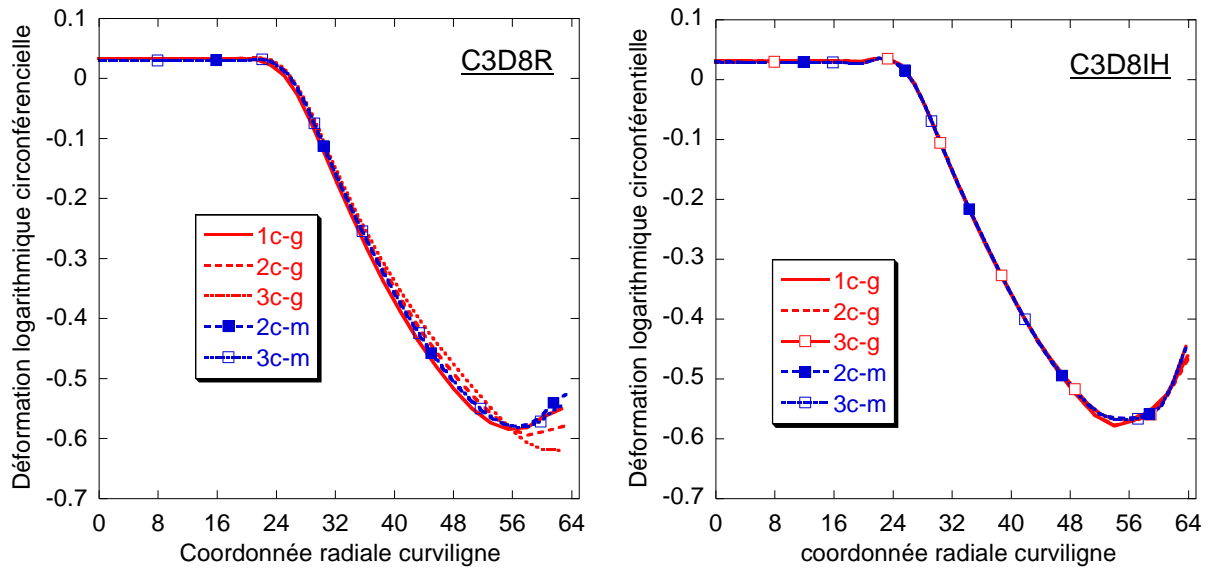 Déformation logarithmique circonférencielle
0.1
0
-0.1
-0.2
-0.3
-0.4
-0.5
-0.6
-0.7
C3D8R
1c-g
2c-g
3c-g
2c-m
3c-m
0 8 16 24 32 40 48 56 64
Coordonnée radiale curviligne
Déformation logarithmique circonférentielle
0.1
0
-0.1
-0.2
-0.3
-0.4
-0.5
-0.6
-0.7
C3D8IH
1c-g
2c-g
3c-g
2c-m
3c-m
0 8 16 24 32 40 48 56 64
coordonnée radiale curviligne